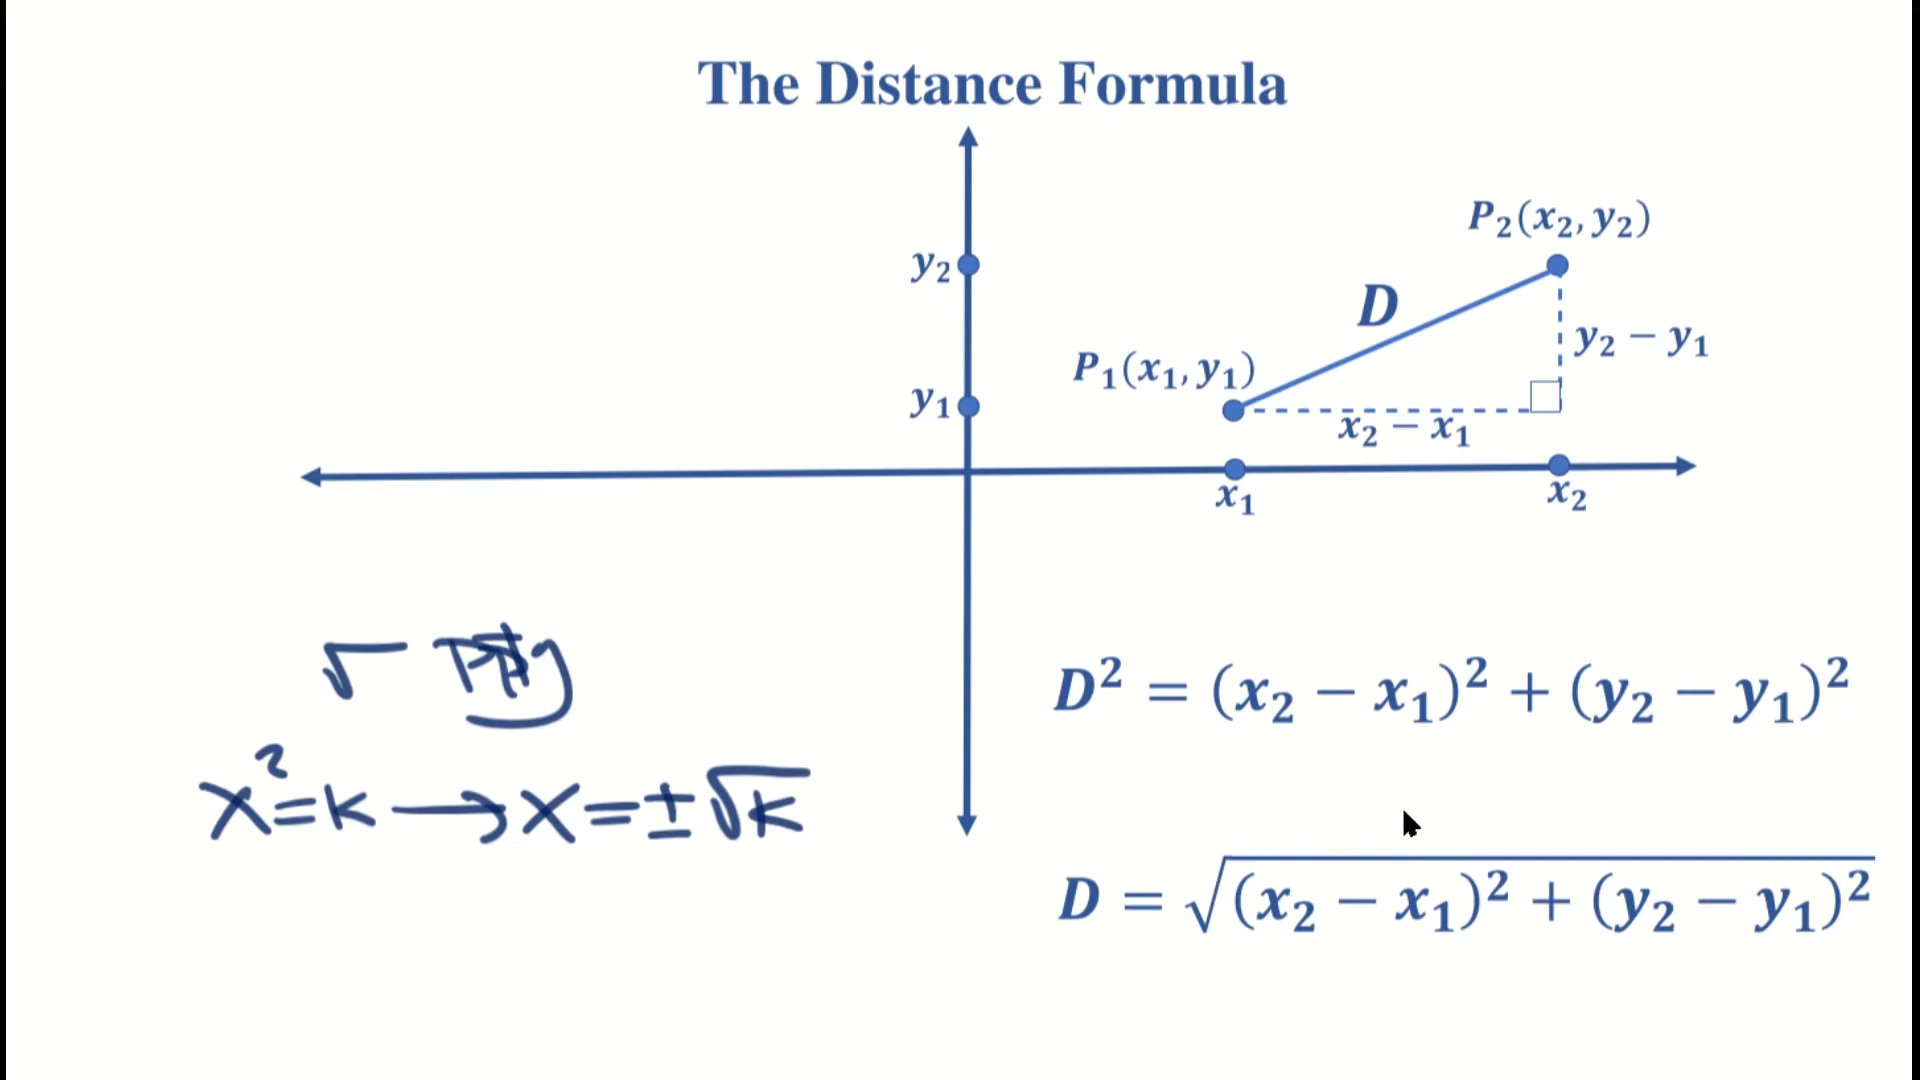 The Distance Formula
P₂(x₂, y₂)
y₂
D
y₂ − y₁
P₁(x₁, y₁)
y₁
x₂ − x₁
x₁
x₂
√
D² = (x₂ − x₁)² + (y₂ − y₁)²
x² = k → x = ±√k
D = √(x₂ − x₁)² + (y₂ − y₁)²